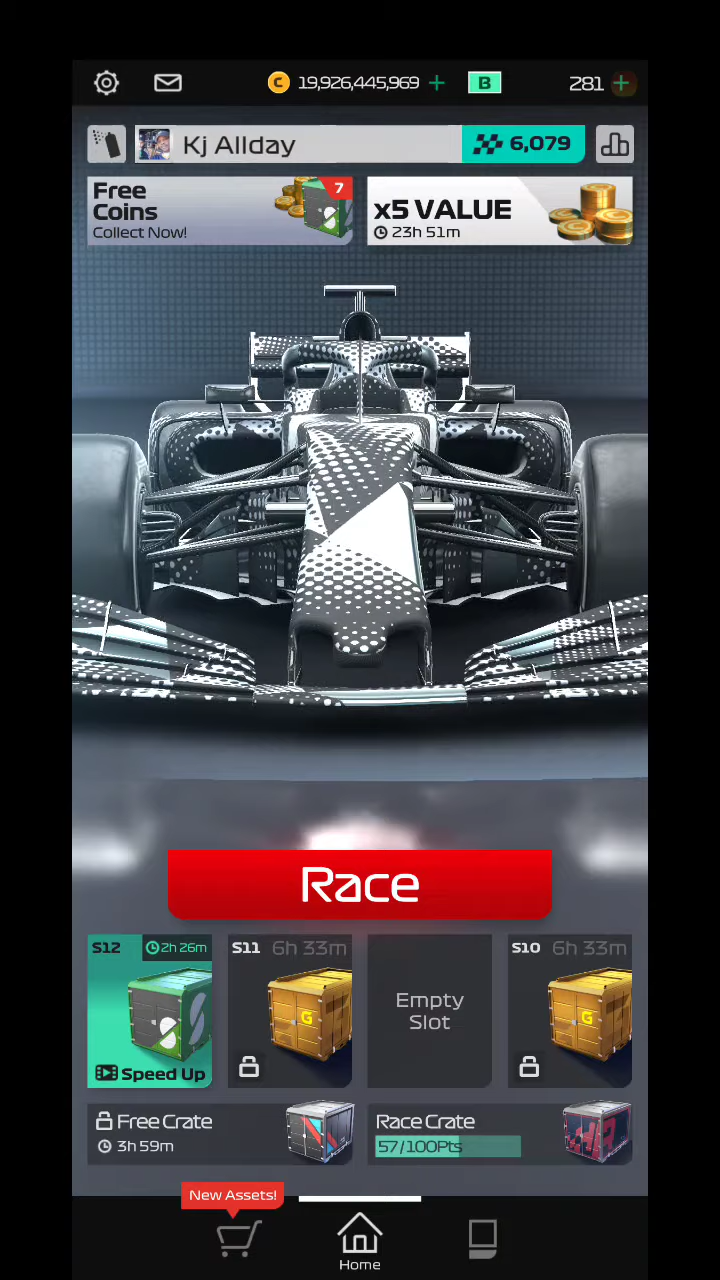 C 19,926,445,969 + B 281 +
Kj Allday 6,079
Free
Coins
Collect Now!
7
x5 VALUE
23h 51m
Race
S12 2h 26m
Speed Up
S11 6h 33m
G
Empty
Slot
S10 6h 33m
G
Free Crate
3h 59m
Race Crate
57/100Pts
New Assets!
Home